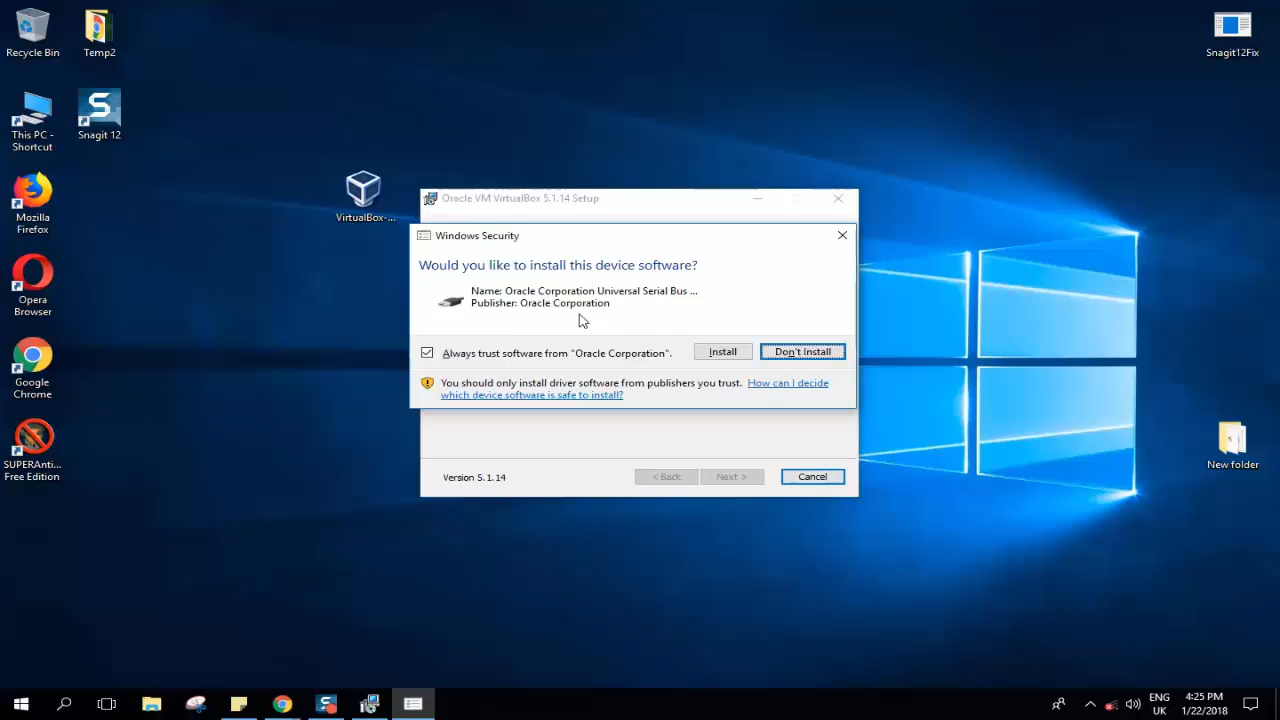 Recycle Bin
Temp2
Snagit12Fix
This PC -
Shortcut
Snagit 12
Mozilla
Firefox
VirtualBox-...
Opera
Browser
Google
Chrome
SUPERAnti...
Free Edition
New folder
Oracle VM VirtualBox 5.1.14 Setup
Windows Security
Would you like to install this device software?
Name: Oracle Corporation Universal Serial Bus ...
Publisher: Oracle Corporation
Always trust software from "Oracle Corporation".
Install
Don't Install
You should only install driver software from publishers you trust. How can I decide
which device software is safe to install?
Version 5.1.14
< Back
Next >
Cancel
ENG
UK
4:25 PM
1/22/2018